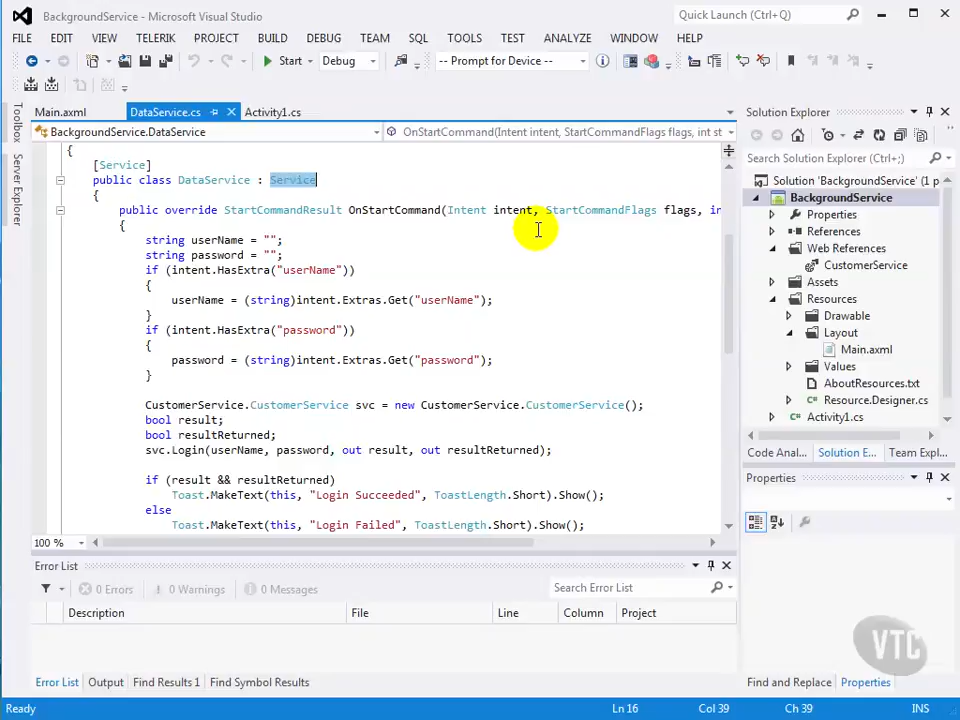 BackgroundService - Microsoft Visual Studio
Quick Launch (Ctrl+Q)
FILE EDIT VIEW TELERIK PROJECT BUILD DEBUG TEAM SQL TOOLS TEST ANALYZE WINDOW HELP
Start Debug -- Prompt for Device --
Toolbox
Server Explorer
Main.axml DataService.cs Activity1.cs
BackgroundService.DataService OnStartCommand(Intent intent, StartCommandFlags flags, int st
{
[Service]
public class DataService : Service
{
public override StartCommandResult OnStartCommand(Intent intent, StartCommandFlags flags, in
{
string userName = "";
string password = "";
if (intent.HasExtra("userName"))
{
userName = (string)intent.Extras.Get("userName");
}
if (intent.HasExtra("password"))
{
password = (string)intent.Extras.Get("password");
}
CustomerService.CustomerService svc = new CustomerService.CustomerService();
bool result;
bool resultReturned;
svc.Login(userName, password, out result, out resultReturned);
if (result && resultReturned)
Toast.MakeText(this, "Login Succeeded", ToastLength.Short).Show();
else
Toast.MakeText(this, "Login Failed", ToastLength.Short).Show();
100 %
Solution Explorer
Search Solution Explorer (Ctrl+;)
Solution 'BackgroundService' (1 p
BackgroundService
Properties
References
Web References
CustomerService
Assets
Resources
Drawable
Layout
Main.axml
Values
AboutResources.txt
Resource.Designer.cs
Activity1.cs
Code Anal... Solution E... Team Expl...
Properties
Error List
0 Errors 0 Warnings 0 Messages Search Error List
Description File Line Column Project
VTC
Error List Output Find Results 1 Find Symbol Results
Find and Replace Properties
Ready Ln 16 Col 39 Ch 39 INS